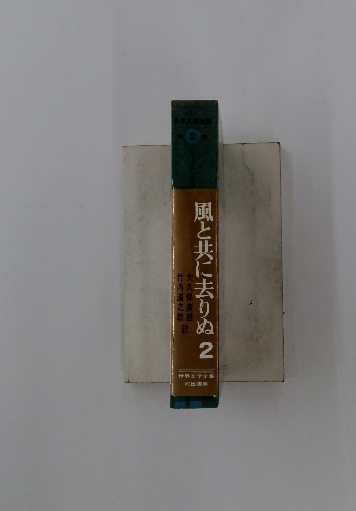 風と共に去りぬ 2
大久保康雄
竹内道之助 訳
世界文学全集
河出書房